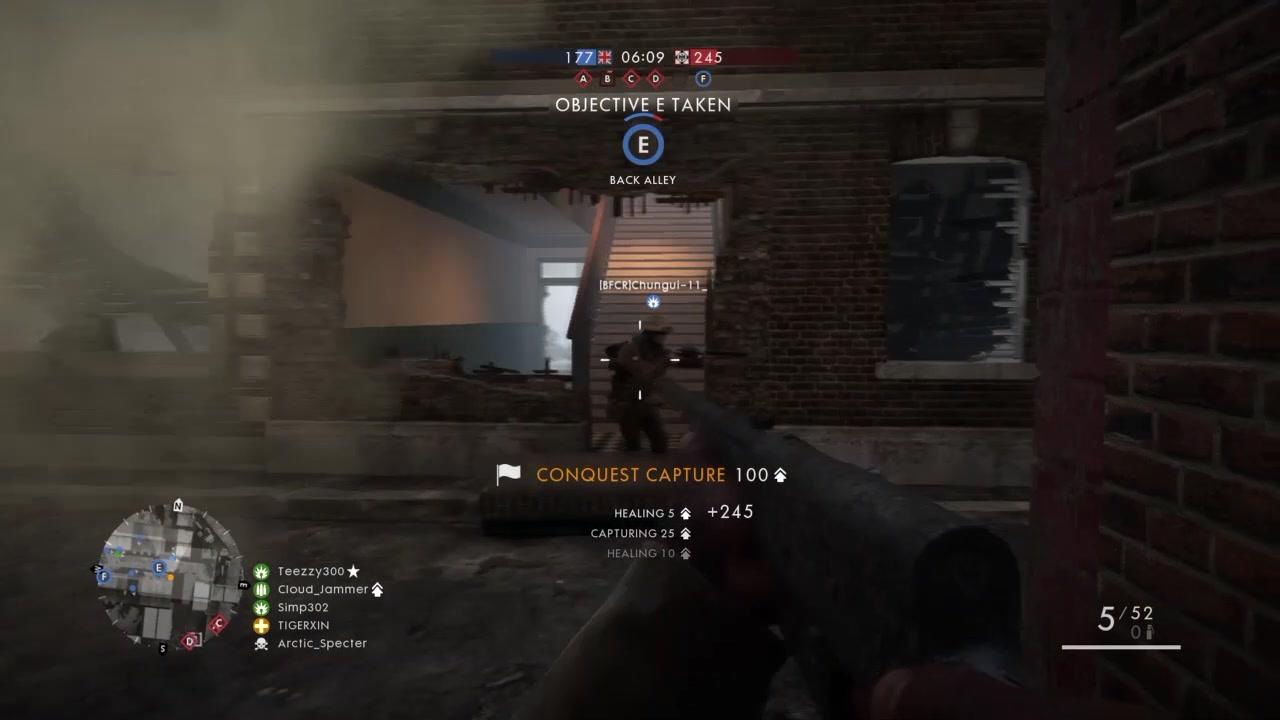 177 06:09 245
A B C D F
OBJECTIVE E TAKEN
E
BACK ALLEY
[BFCR]Chungui-11_
CONQUEST CAPTURE 100
HEALING 5 +245
CAPTURING 25
HEALING 10
N
E
F
E
C
D
S
Teezzy300
Cloud_Jammer
Simp302
TIGERXIN
Arctic_Specter
5/52
0